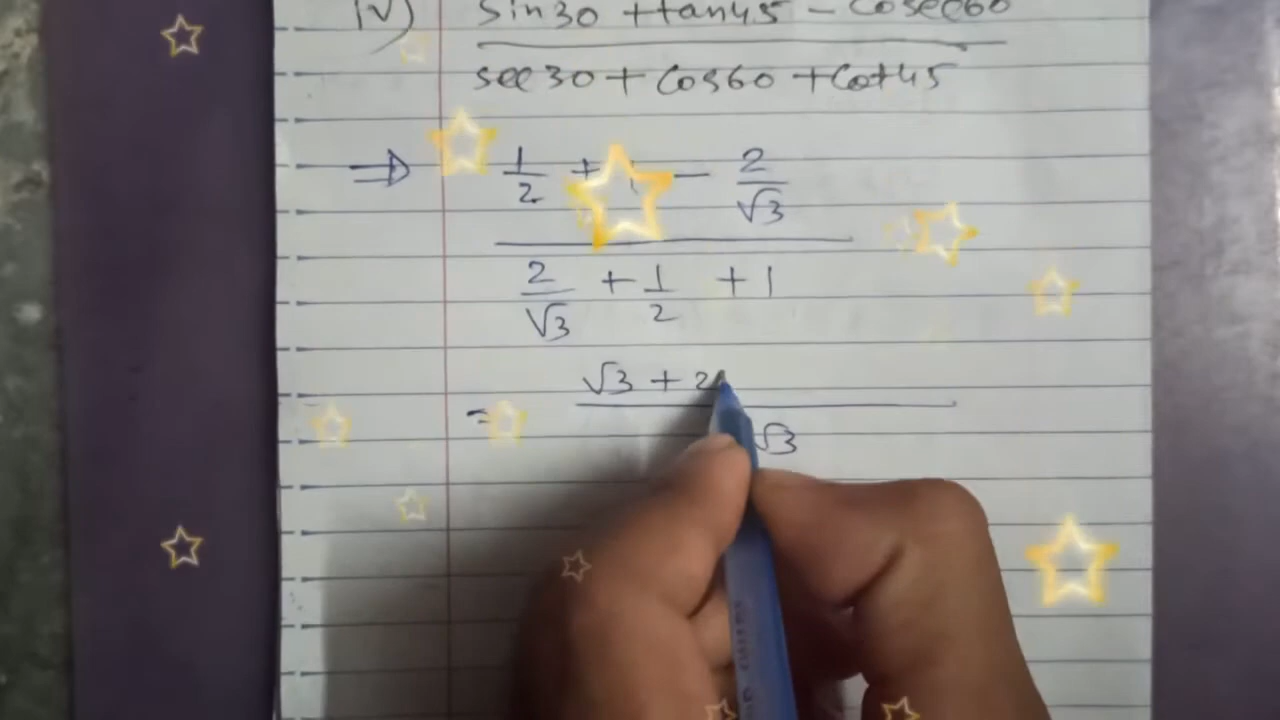 iv) sin30 + tan45 - cosec60
sec30 + cos60 + cot45
⇒ 1/2 + - 2/√3
2/√3 + 1/2 + 1
= √3 + 2
√3